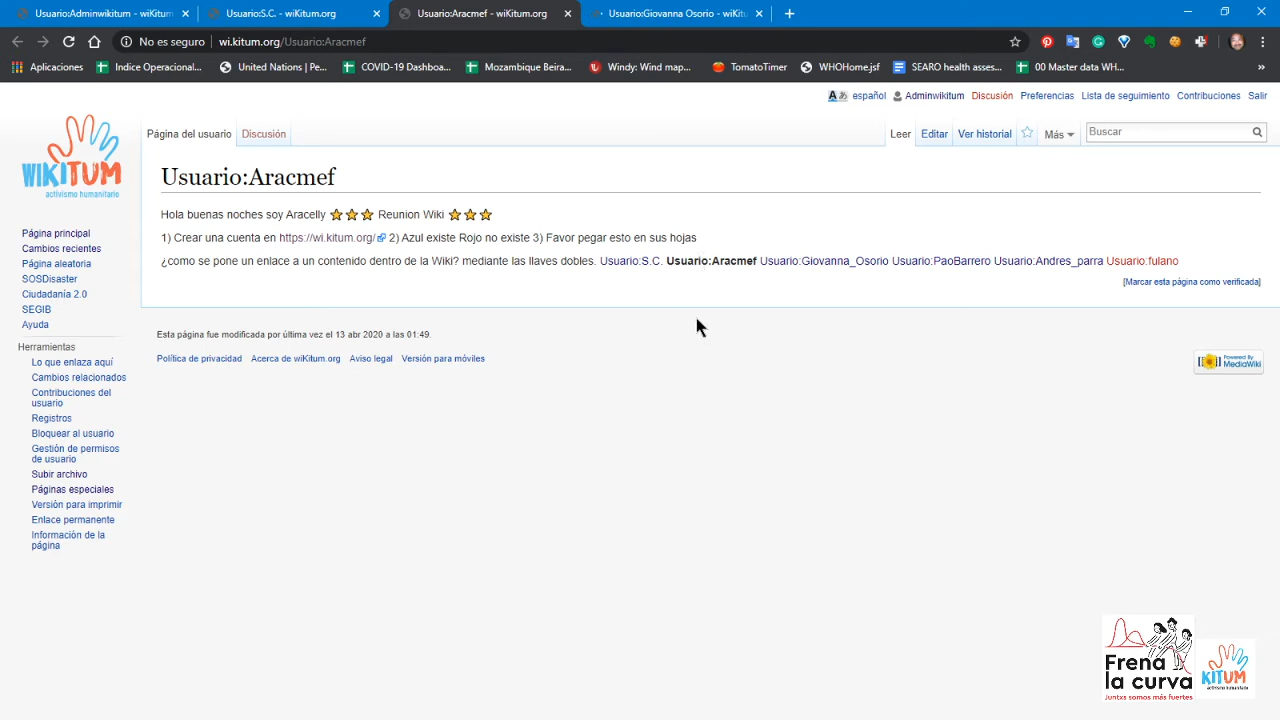 Usuario:Adminwikitum - wiKitum.
Usuario:S.C. - wiKitum.org
Usuario:Aracmef - wiKitum.org
Usuario:Giovanna Osorio - wiKitu
No es seguro
wi.kitum.org/Usuario:Aracmef
Aplicaciones
Indice Operacional...
United Nations | Pe...
COVID-19 Dashboa...
Mozambique Beira...
Windy: Wind map...
TomatoTimer
WHOHome.jsf
SEARO health asses...
00 Master data WH...
español
Adminwikitum
Discusión
Preferencias
Lista de seguimiento
Contribuciones
Salir
WIKITUM
activismo humanitario
Página del usuario
Discusión
Leer
Editar
Ver historial
Más
Buscar
Usuario:Aracmef
Hola buenas noches soy Aracelly ⭐⭐⭐ Reunion Wiki ⭐⭐⭐
1) Crear una cuenta en https://wi.kitum.org/ 2) Azul existe Rojo no existe 3) Favor pegar esto en sus hojas
¿como se pone un enlace a un contenido dentro de la Wiki? mediante las llaves dobles. Usuario:S.C. Usuario:Aracmef Usuario:Giovanna_Osorio Usuario:PaoBarrero Usuario:Andres_parra Usuario:fulano
[Marcar esta página como verificada]
Esta página fue modificada por última vez el 13 abr 2020 a las 01:49.
Política de privacidad
Acerca de wiKitum.org
Aviso legal
Versión para móviles
Powered By
MediaWiki
Página principal
Cambios recientes
Página aleatoria
SOSDisaster
Ciudadanía 2.0
SEGIB
Ayuda
Herramientas
Lo que enlaza aquí
Cambios relacionados
Contribuciones del
usuario
Registros
Bloquear al usuario
Gestión de permisos
de usuario
Subir archivo
Páginas especiales
Versión para imprimir
Enlace permanente
Información de la
página
Frena
la curva
Juntxs somos más fuertes
KITUM
activismo humanitario